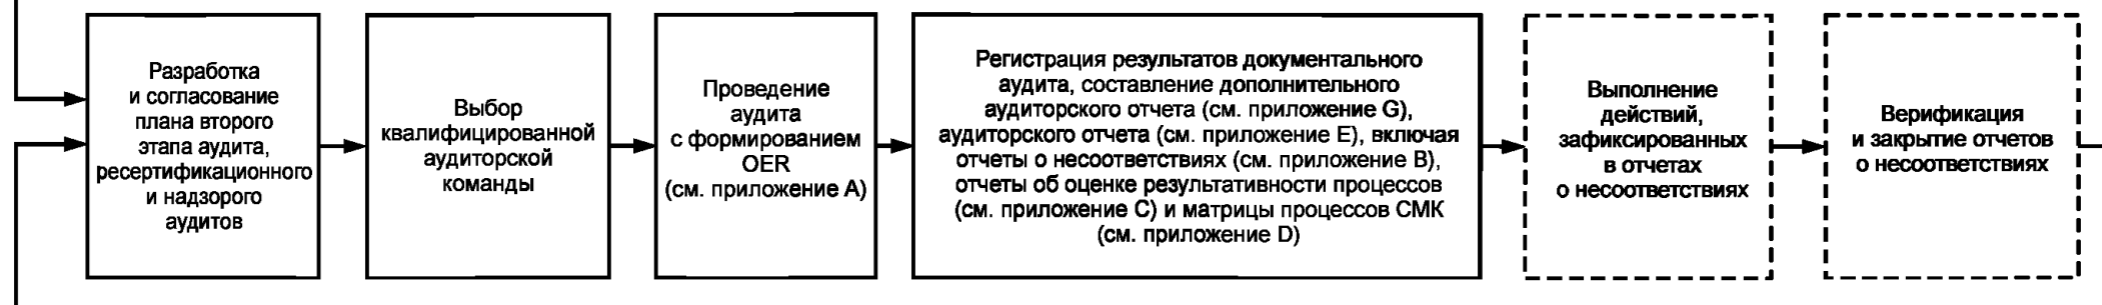 Разработка
и согласование
плана второго
этапа аудита,
ресертификационного
и надзорого
аудитов
Выбор
квалифицированной
аудиторской
команды
Проведение
аудита
с формированием
OER
(см. приложение A)
Регистрация результатов документального
аудита, составление дополнительного
аудиторского отчета (см. приложение G),
аудиторского отчета (см. приложение E), включая
отчеты о несоответствиях (см. приложение B),
отчеты об оценке результативности процессов
(см. приложение C) и матрицы процессов СМК
(см. приложение D)
Выполнение
действий,
зафиксированных
в отчетах
о несоответствиях
Верификация
и закрытие отчетов
о несоответствиях